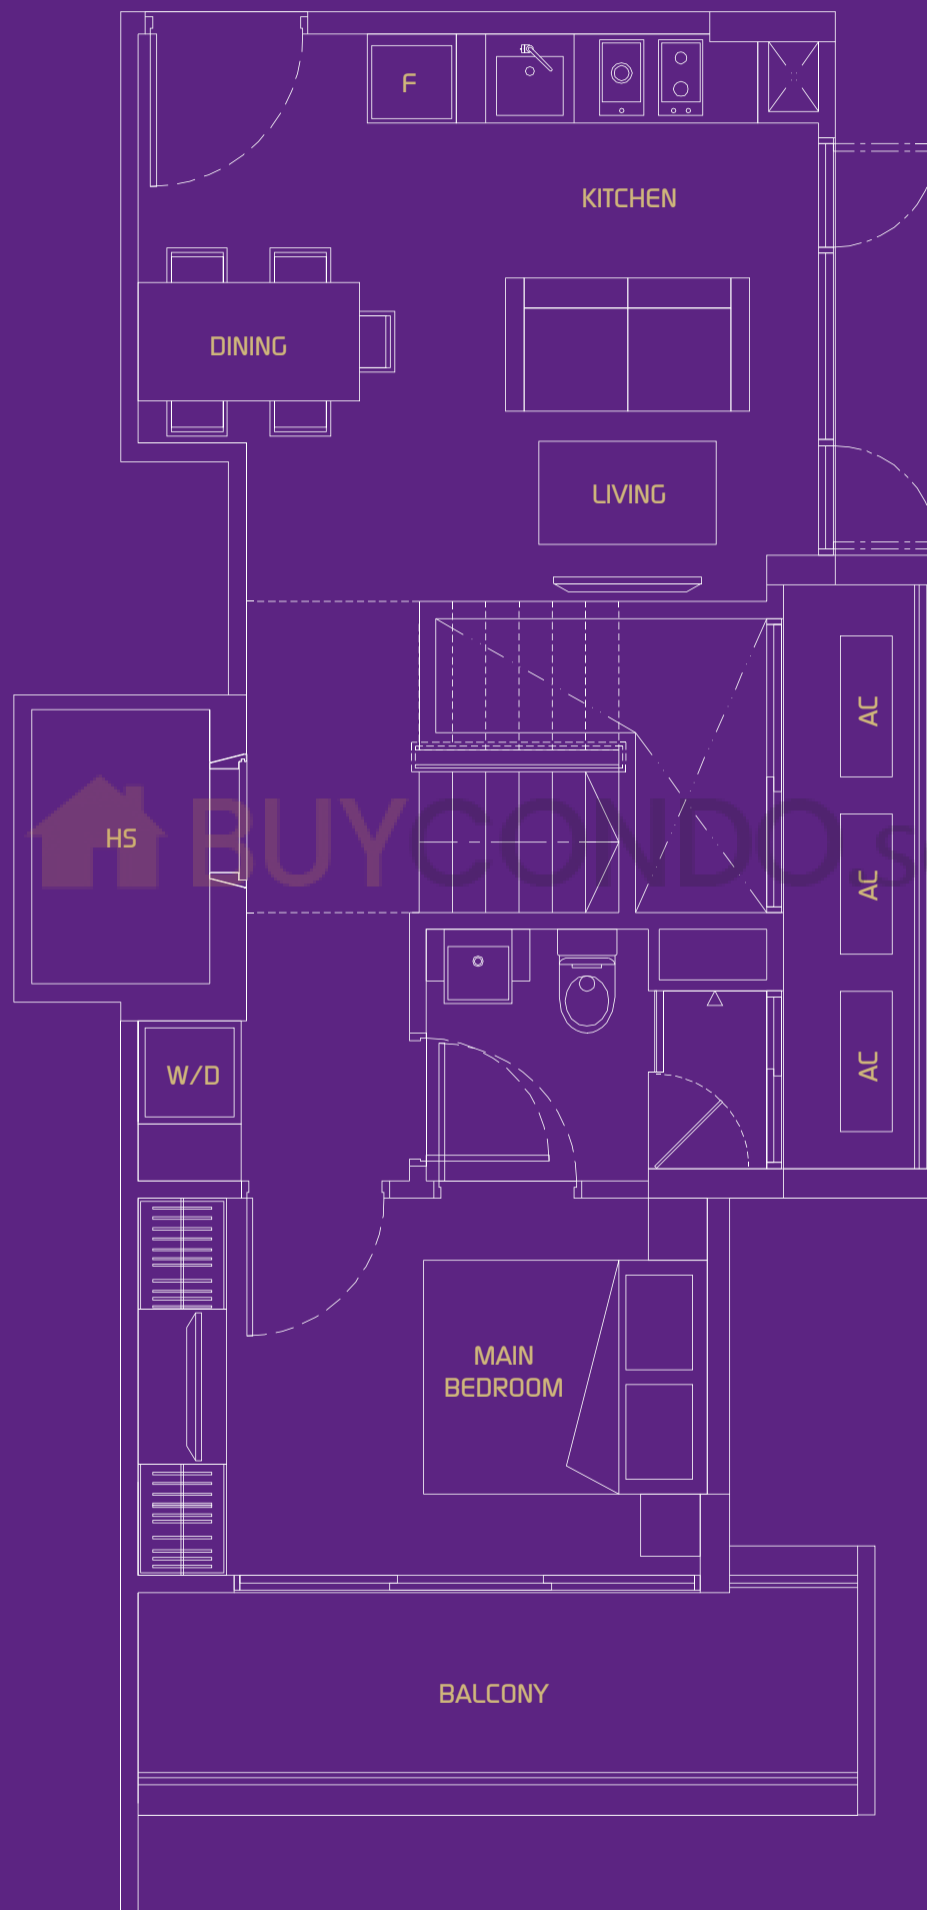 F
KITCHEN
DINING
LIVING
AC
HS
BUYCONDO.s
AC
W/D
AC
MAIN
BEDROOM
BALCONY